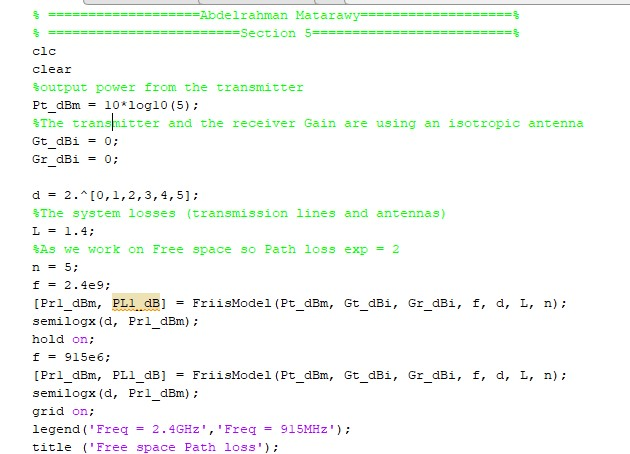 % ===================Abdelrahman Matarawy===================%
% ========================Section 5=========================%
clc
clear
%output power from the transmitter
Pt_dBm = 10*log10(5);
%The transmitter and the receiver Gain are using an isotropic antenna
Gt_dBi = 0;
Gr_dBi = 0;
d = 2.^[0,1,2,3,4,5];
%The system losses (transmission lines and antennas)
L = 1.4;
%As we work on Free space so Path loss exp = 2
n = 5;
f = 2.4e9;
[Pr1_dBm, PL1_dB] = FriisModel(Pt_dBm, Gt_dBi, Gr_dBi, f, d, L, n);
semilogx(d, Pr1_dBm);
hold on;
f = 915e6;
[Pr1_dBm, PL1_dB] = FriisModel(Pt_dBm, Gt_dBi, Gr_dBi, f, d, L, n);
semilogx(d, Pr1_dBm);
grid on;
legend('Freq = 2.4GHz','Freq = 915MHz');
title ('Free space Path loss');